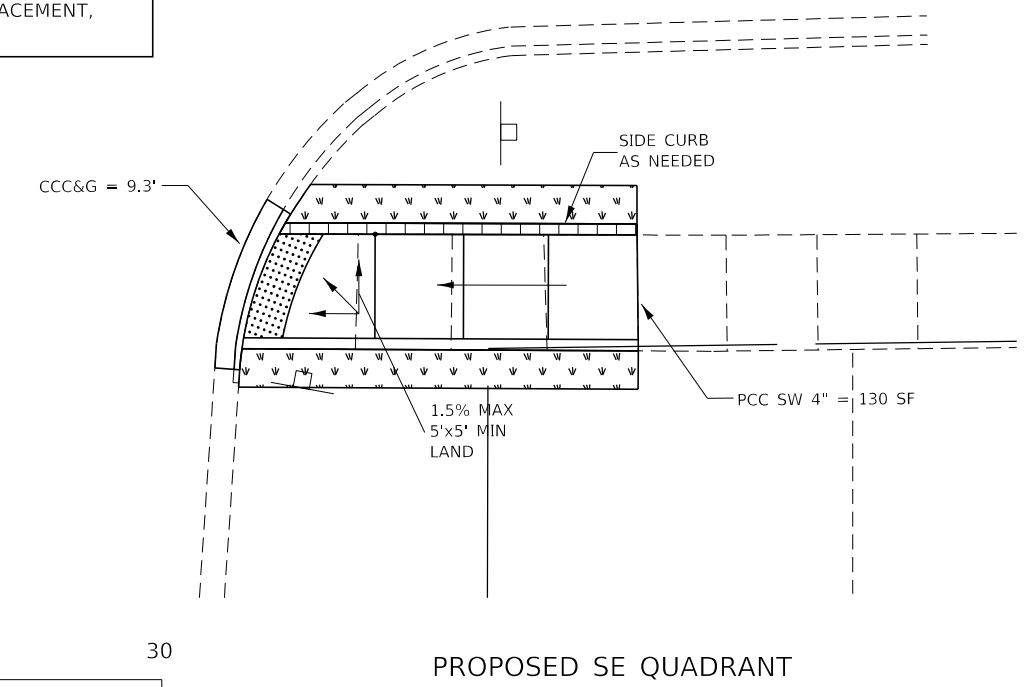 ACEMENT,
SIDE CURB
AS NEEDED
CCC&G = 9.3'
PCC SW 4" = 130 SF
1.5% MAX
5'x5' MIN
LAND
30
PROPOSED SE QUADRANT